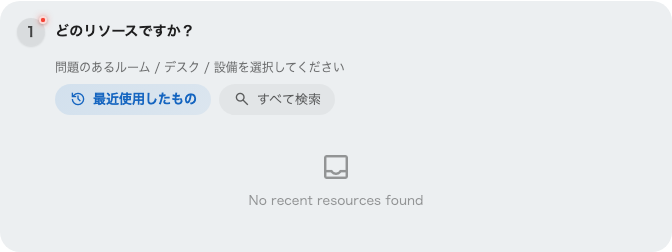 1 どのリソースですか？
問題のあるルーム / デスク / 設備を選択してください
最近使用したもの すべて検索
No recent resources found